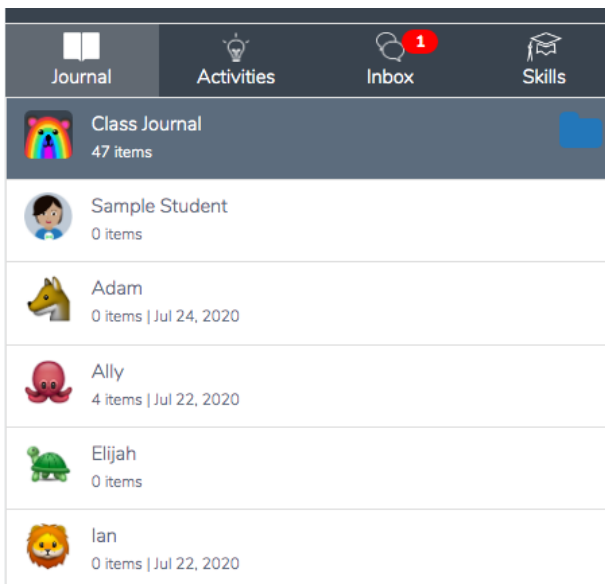 Journal
Activities
1
Inbox
Skills
Class Journal
47 items
Sample Student
0 items
Adam
0 items | Jul 24, 2020
Ally
4 items | Jul 22, 2020
Elijah
0 items
Ian
0 items | Jul 22, 2020